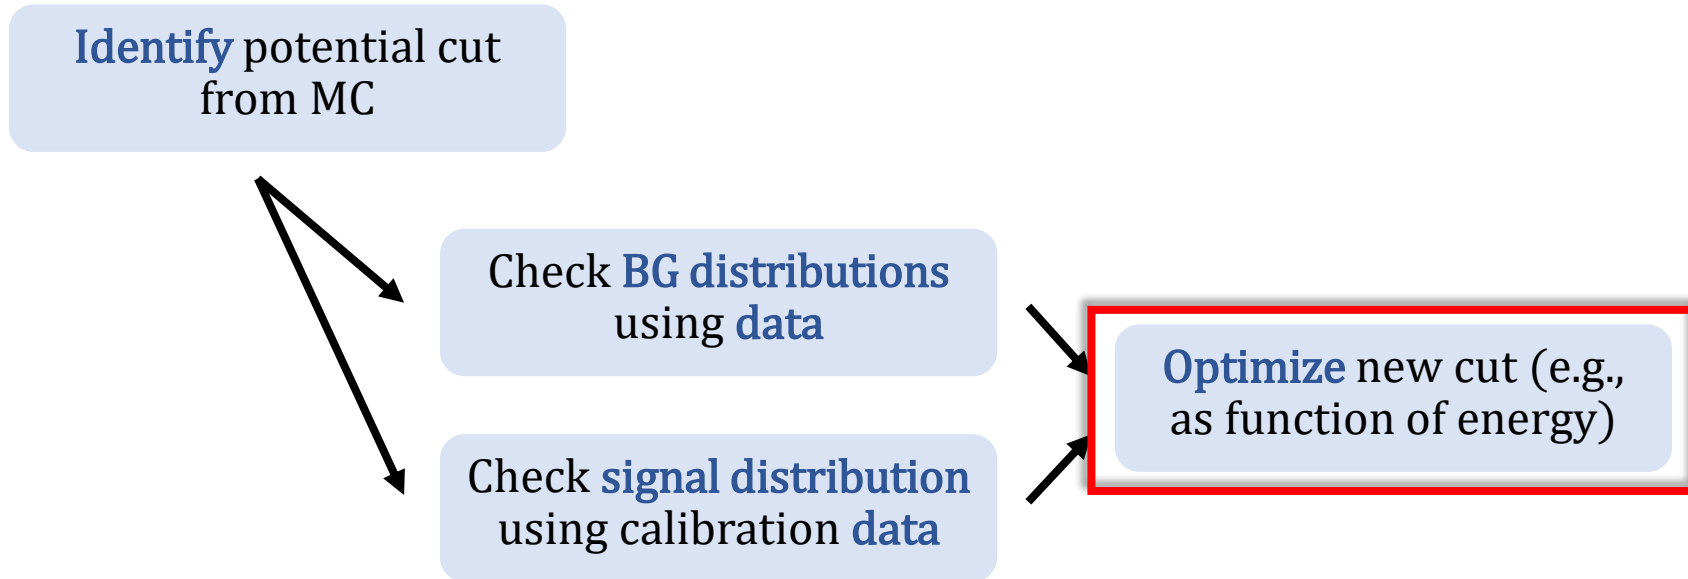 Identify potential cut
from MC
Check BG distributions
using data
Check signal distribution
using calibration data
Optimize new cut (e.g.,
as function of energy)